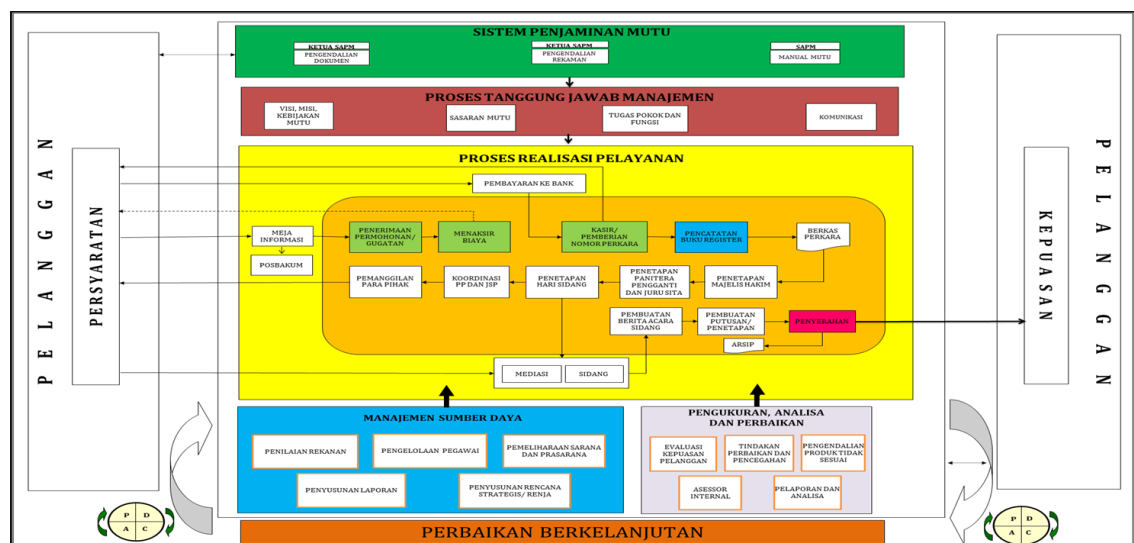 PELANGGAN
PERSYARATAN
SISTEM PENJAMINAN MUTU
KETUA SAPM
PENGENDALIAN
DOKUMEN
KETUA SAPM
PENGENDALIAN
REKAMAN
SAPM
MANUAL MUTU
PROSES TANGGUNG JAWAB MANAJEMEN
VISI, MISI,
KEBIJAKAN
MUTU
SASARAN MUTU
TUGAS POKOK DAN
FUNGSI
KOMUNIKASI
PROSES REALISASI PELAYANAN
PEMBAYARAN KE BANK
MEJA
INFORMASI
POSBAKUM
PENERIMAAN
PERMOHONAN/
GUGATAN
MENAKSIR
BIAYA
KASIR/
PEMBERIAN
NOMOR PERKARA
PENCATATAN
BUKU REGISTER
BERKAS
PERKARA
PEMANGGILAN
PARA PIHAK
KOORDINASI
PP DAN JSP
PENETAPAN
HARI SIDANG
PENETAPAN
PANITERA
PENGGANTI
DAN JURU SITA
PENETAPAN
MAJELIS HAKIM
PEMBUATAN
BERITA ACARA
SIDANG
PEMBUATAN
PUTUSAN/
PENETAPAN
PENYERAHAN
ARSIP
MEDIASI
SIDANG
MANAJEMEN SUMBER DAYA
PENILAIAN REKANAN
PENGELOLAAN PEGAWAI
PEMELIHARAAN SARANA
DAN PRASARANA
PENYUSUNAN LAPORAN
PENYUSUNAN RENCANA
STRATEGIS/ RENJA
PENGUKURAN, ANALISA
DAN PERBAIKAN
EVALUASI
KEPUASAN
PELANGGAN
TINDAKAN
PERBAIKAN DAN
PENCEGAHAN
PENGENDALIAN
PRODUK TIDAK
SESUAI
ASESSOR
INTERNAL
PELAPORAN DAN
ANALISA
KEPUASAN
PELANGGAN
P D
A C
P D
A C
PERBAIKAN BERKELANJUTAN